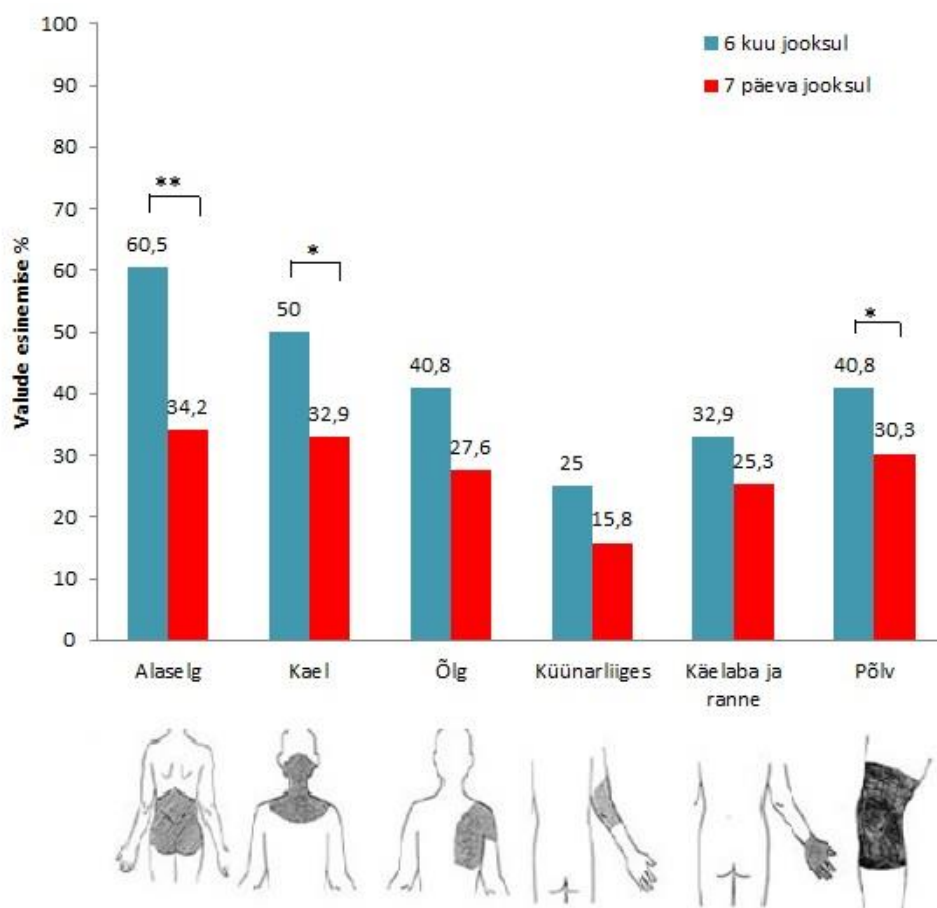 6 kuu jooksul
7 päeva jooksul
Valude esinemise %
100
90
80
70
60
50
40
30
20
10
0
**
*
*
60,5
34,2
50
32,9
40,8
27,6
25
15,8
32,9
25,3
40,8
30,3
Alaselg
Kael
Õlg
Küünarliiges
Käelaba ja
ranne
Põlv